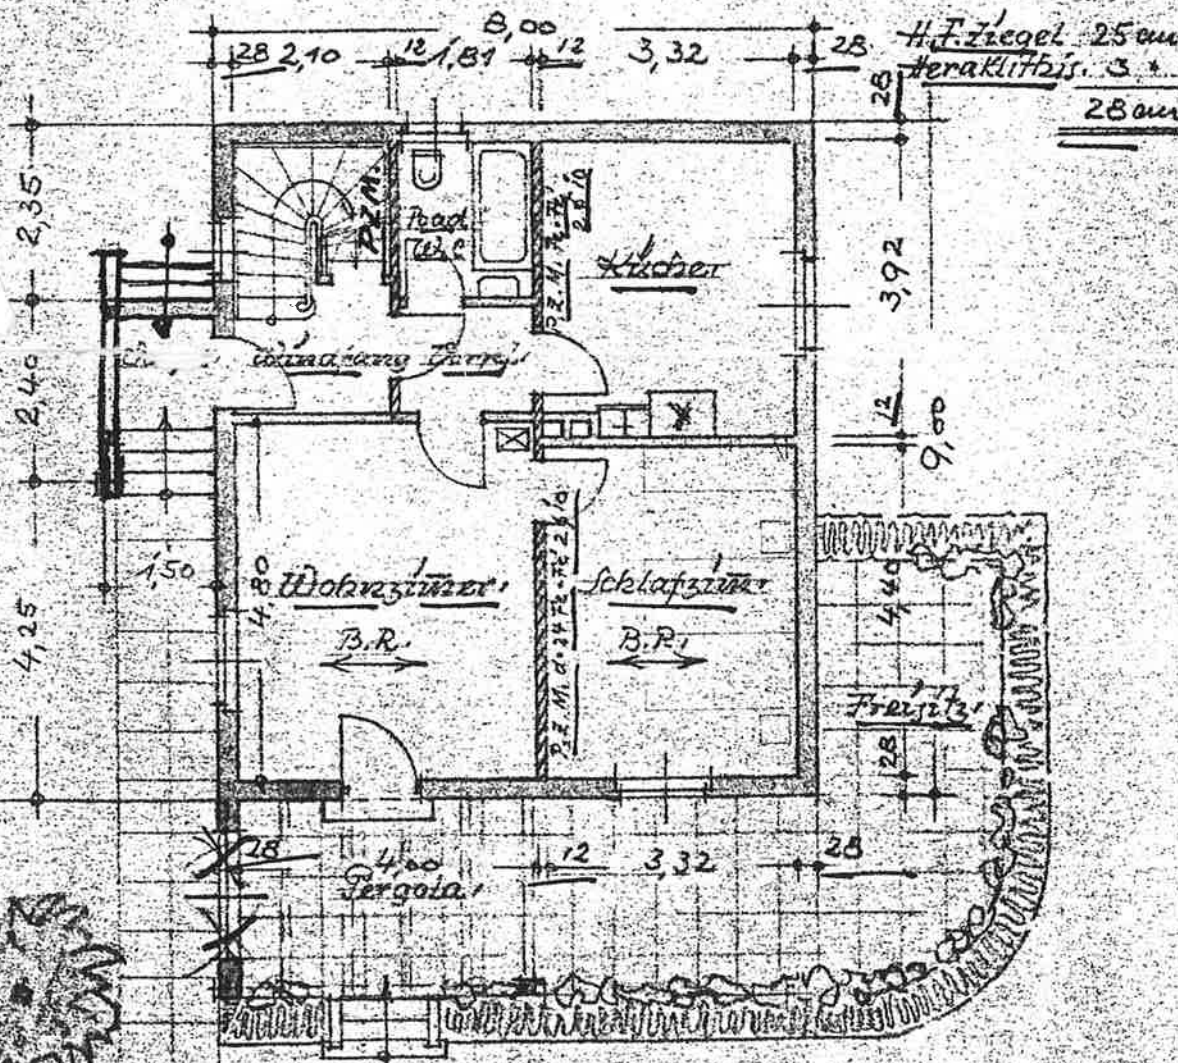 8,00
28 2,10 12 1,81 12 3,32 28
H.F. Ziegel 25 cm
Heraklithis. 3 "
28 cm
28
2,35
P.Z.M.
Bad
Küche
3,92
2,40
12
9,00
1,50
4,80
Wohnzimer
Schlafzimr
4,40
4,25
B.R.
B.R.
P.Z.M.
Freisitz
28
28
4,00
12 3,32 28
Pergola